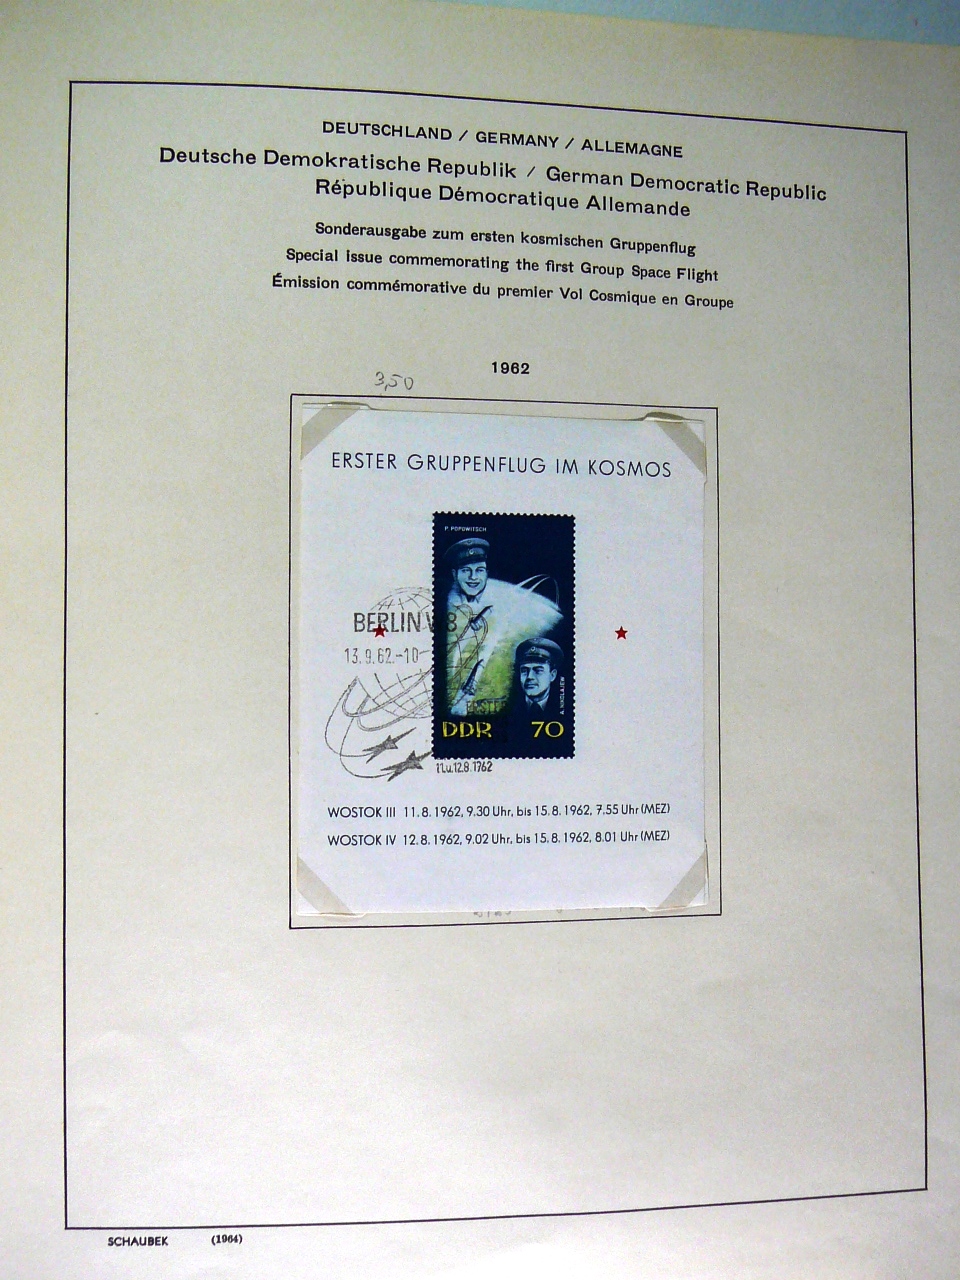 DEUTSCHLAND / GERMANY / ALLEMAGNE
Deutsche Demokratische Republik / German Democratic Republic
République Démocratique Allemande
Sonderausgabe zum ersten kosmischen Gruppenflug
Special issue commemorating the first Group Space Flight
Émission commémorative du premier Vol Cosmique en Groupe
1962
3,50
ERSTER GRUPPENFLUG IM KOSMOS
P. POPOWITSCH
BERLIN W 8
13.9.62.-10
A. NIKOLAJEW
ERSTE
DDR 70
11.u.12.8.1962
WOSTOK III 11.8.1962, 9.30 Uhr, bis 15.8.1962, 7.55 Uhr (MEZ)
WOSTOK IV 12.8.1962, 9.02 Uhr, bis 15.8.1962, 8.01 Uhr (MEZ)
SCHAUBEK (1964)